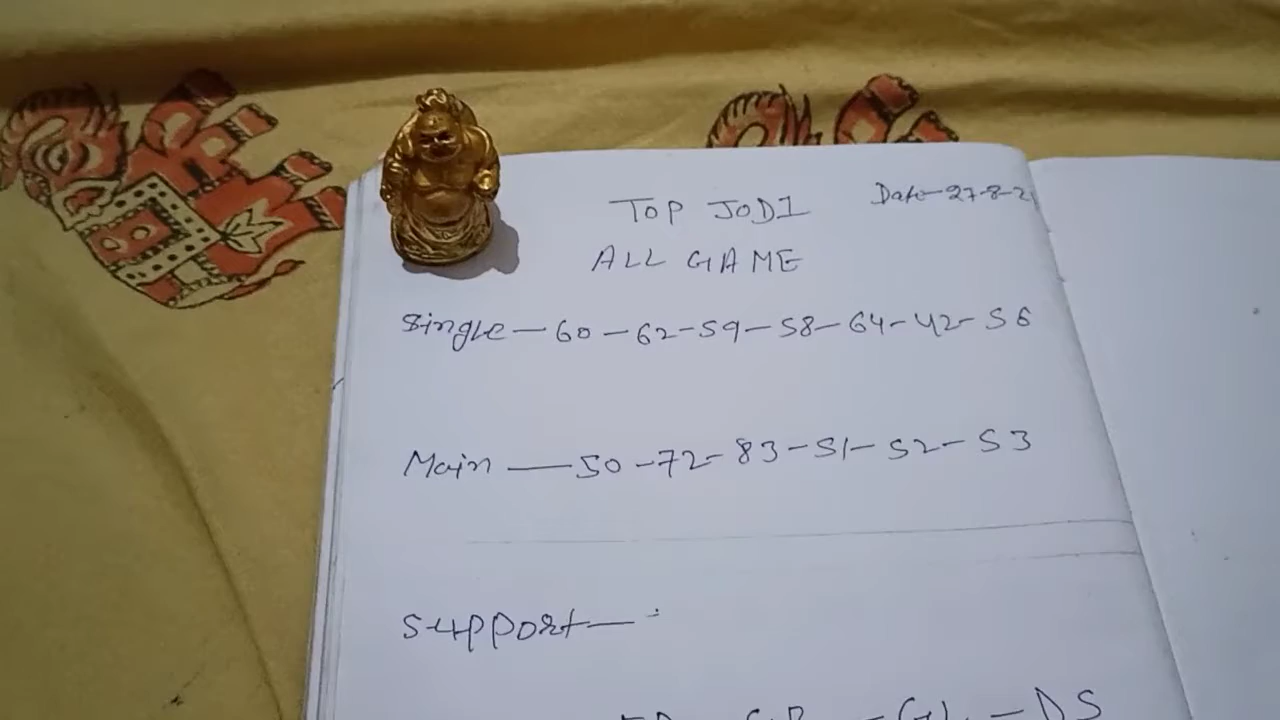 TOP JODI
Date-27-8-2
ALL GAME
Single-60-62-59-58-64-42-56
Main-50-72-83-51-52-53
Support-
-DS